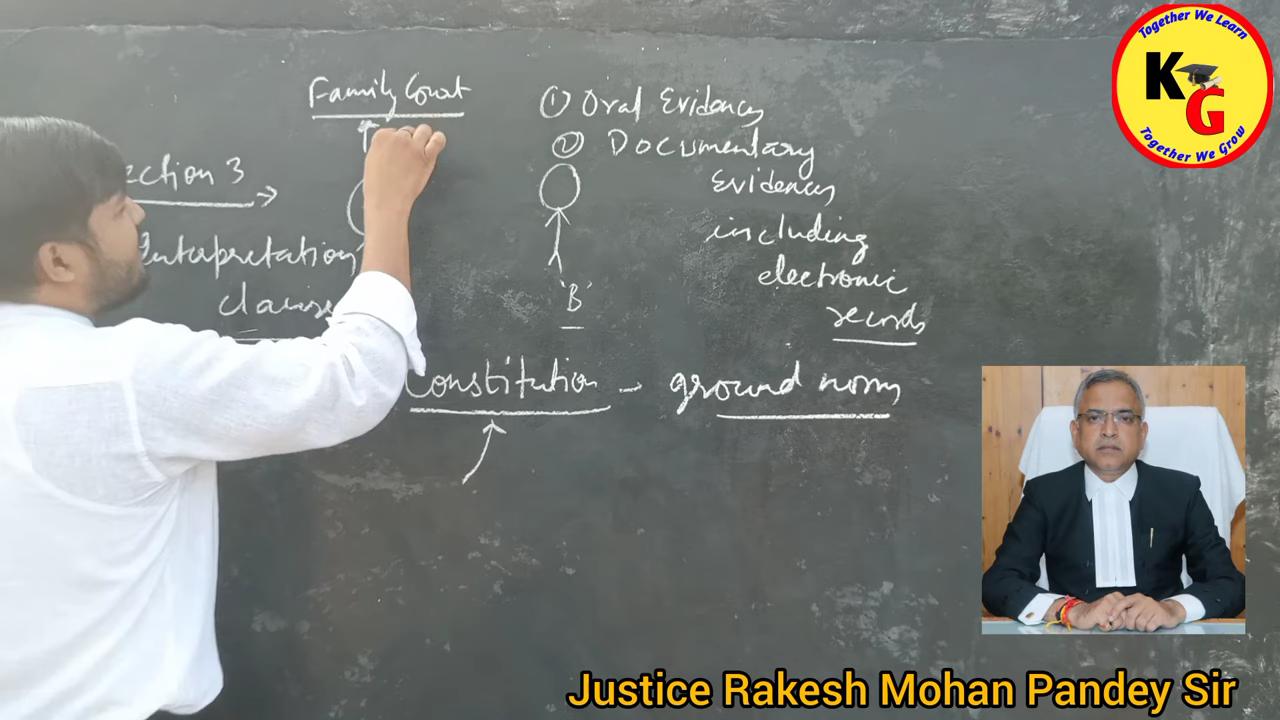 Together We Learn
KG
Together We Grow
Family Court
① Oral Evidence
② Documentary
Evidence
including
electronic
records
ection 3
Interpretation
clause
'B'
Constitution - ground norm
Justice Rakesh Mohan Pandey Sir